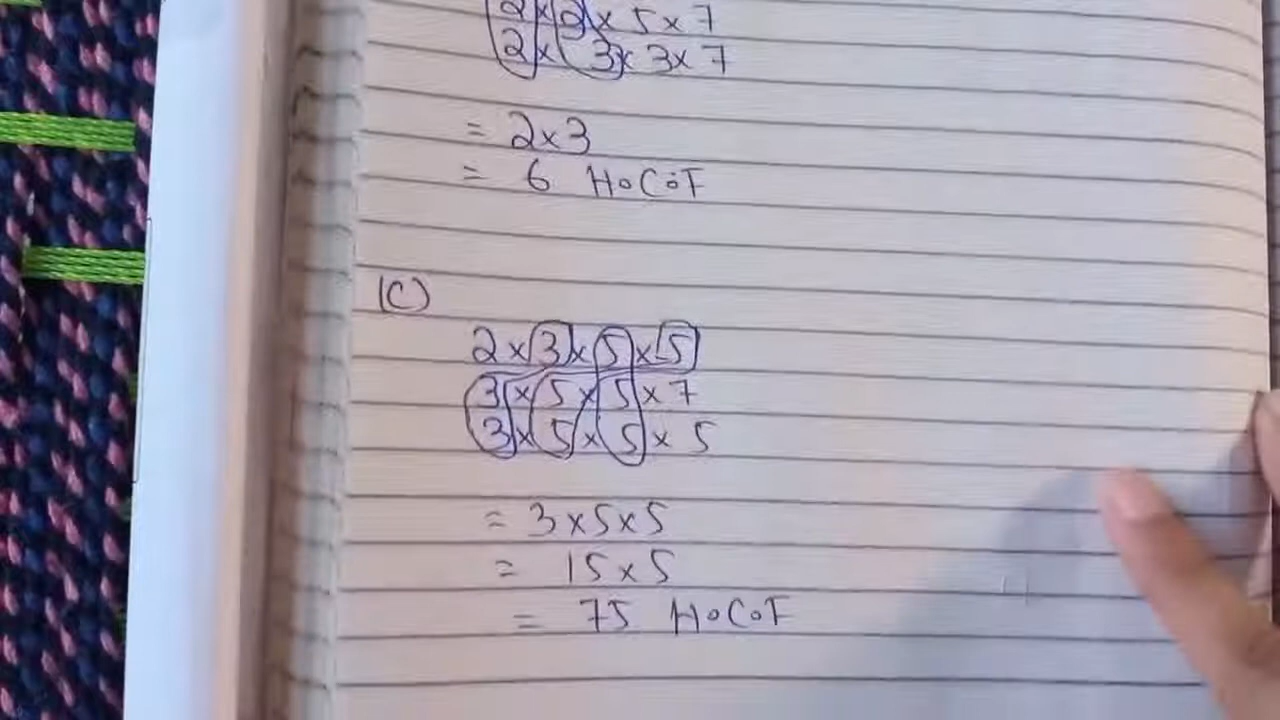 2 × 2 × 5 × 7
2 × 3 × 3 × 7
= 2×3
= 6 H.C.F
(C)
2 × 3 × 5 × 5
3 × 5 × 5 × 7
3 × 5 × 5 × 5
= 3 × 5 × 5
= 15 × 5
= 75 H.C.F